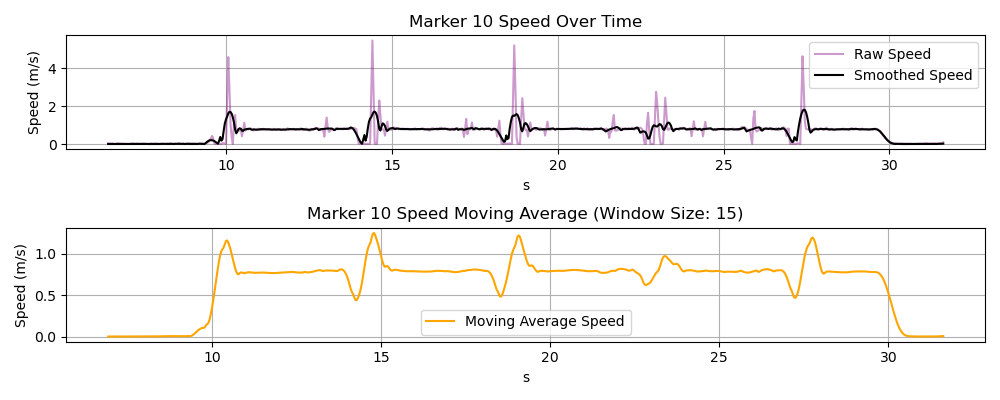 Marker 10 Speed Over Time
Speed (m/s)
4
2
0
Raw Speed
Smoothed Speed
10
15
20
25
30
s
Marker 10 Speed Moving Average (Window Size: 15)
Speed (m/s)
1.0
0.5
0.0
Moving Average Speed
10
15
20
25
30
s